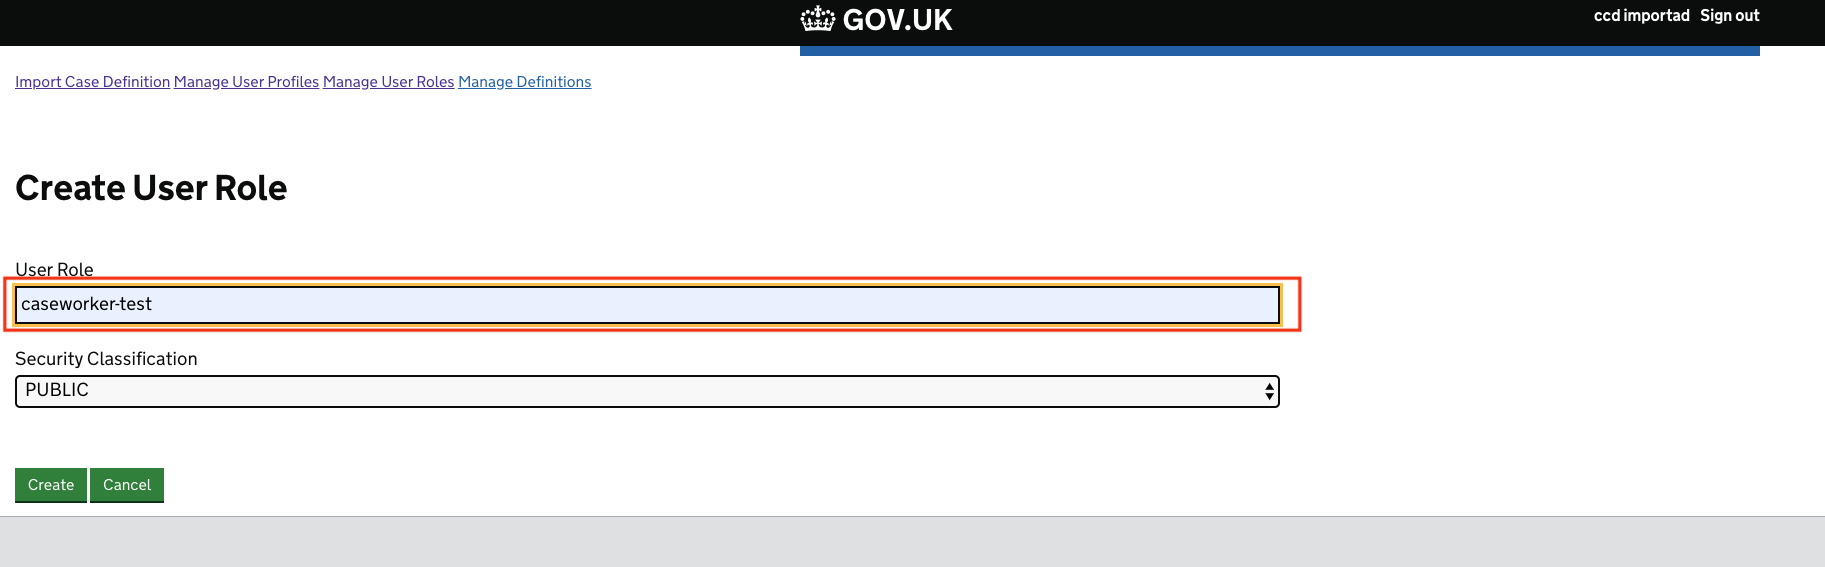 GOV.UK
ccd importad Sign out
Import Case Definition Manage User Profiles Manage User Roles Manage Definitions
Create User Role
User Role
caseworker-test
Security Classification
PUBLIC
Create Cancel